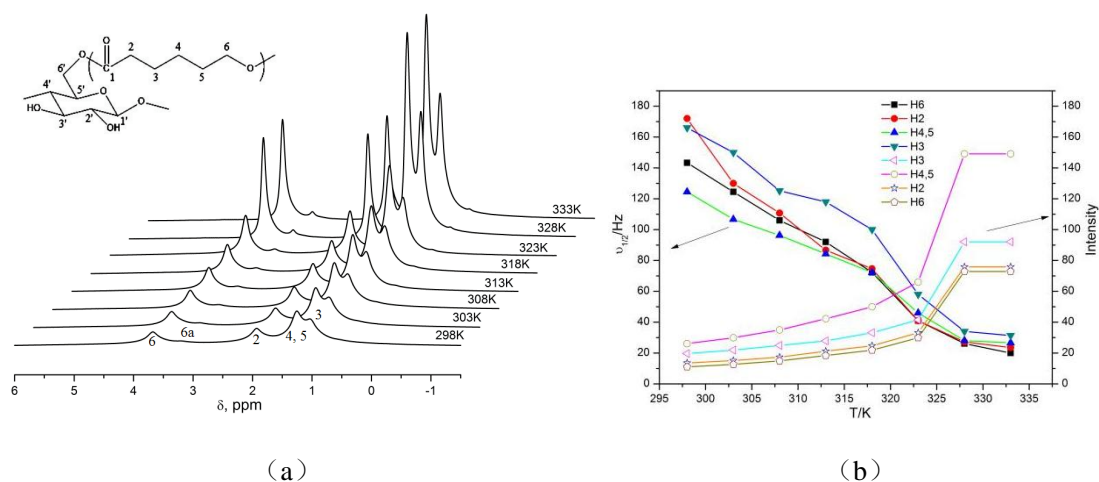 O
2
4
6
O
O
C
1
3
5
6'
4'
O
5'
HO
2'
O
3'
OH
1'
333K
328K
323K
318K
313K
308K
303K
298K
6
6a
2
4, 5
3
6 5 4 3 2 1 0 -1
δ, ppm
(a)
H6
H2
H4,5
H3
H3
H4,5
H2
H6
180
160
140
120
100
80
60
40
20
0
υ1/2/Hz
180
160
140
120
100
80
60
40
20
0
Intensity
295 300 305 310 315 320 325 330 335
T/K
(b)